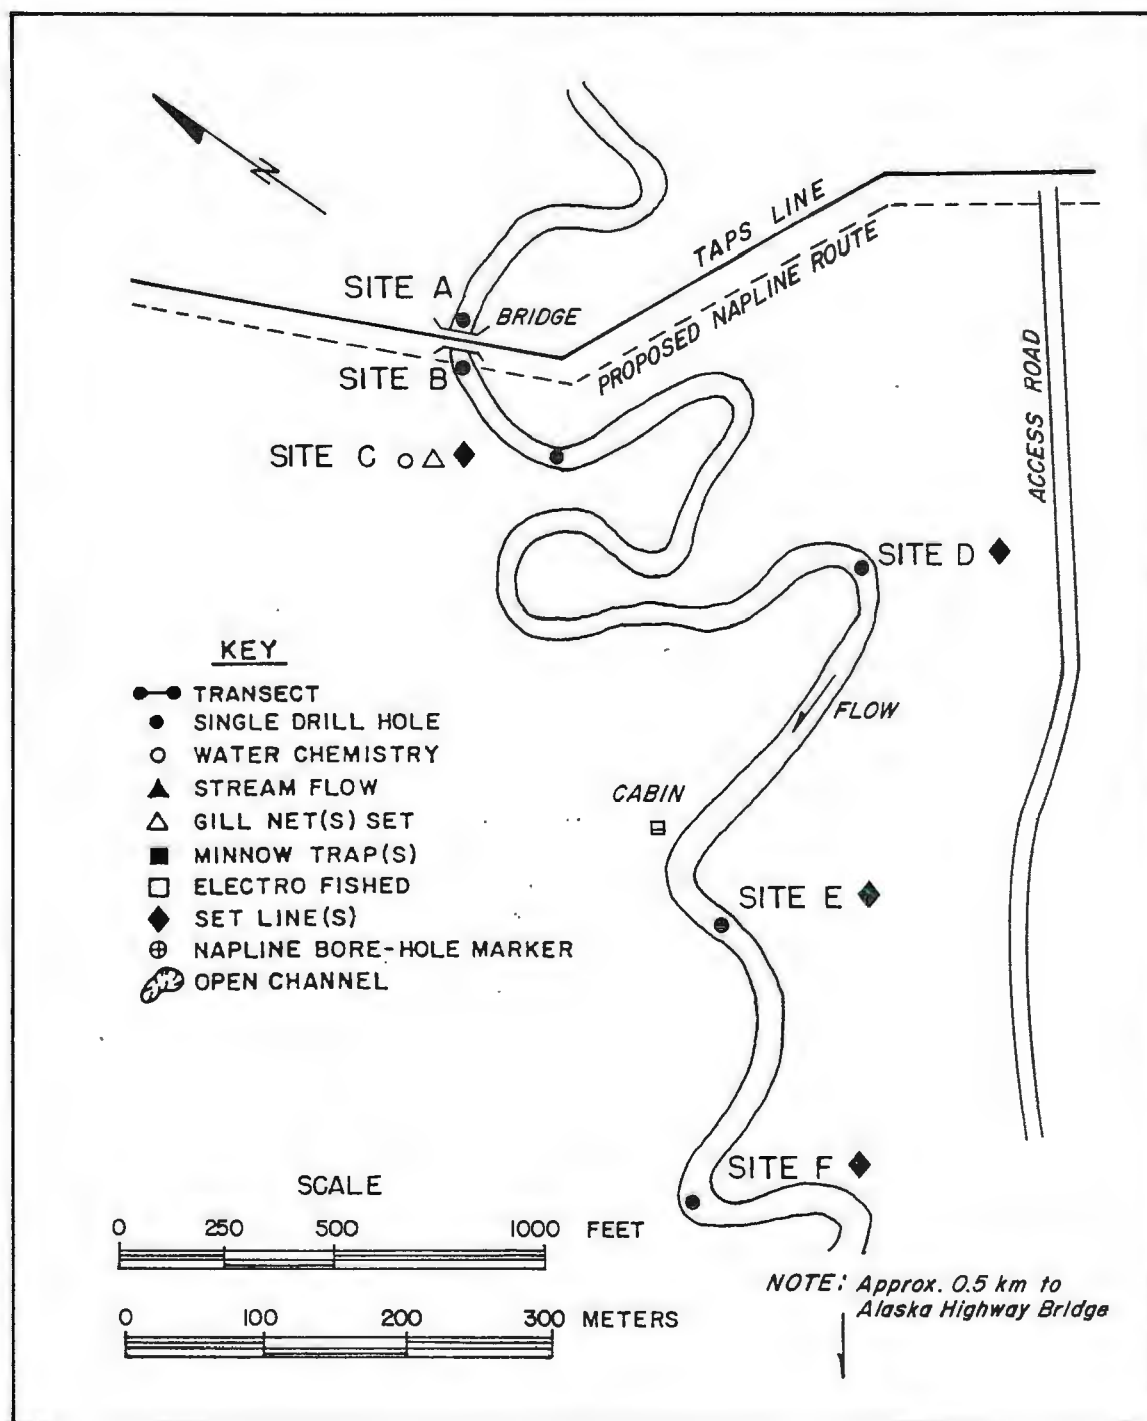 N
TAPS LINE
SITE A
BRIDGE
PROPOSED NAPLINE ROUTE
SITE B
ACCESS ROAD
SITE C
SITE D
KEY
TRANSECT
SINGLE DRILL HOLE
FLOW
WATER CHEMISTRY
STREAM FLOW
CABIN
GILL NET(S) SET
MINNOW TRAP(S)
ELECTRO FISHED
SITE E
SET LINE(S)
NAPLINE BORE-HOLE MARKER
OPEN CHANNEL
SITE F
SCALE
0 250 500 1000 FEET
NOTE: Approx. 0.5 km to
Alaska Highway Bridge
0 100 200 300 METERS